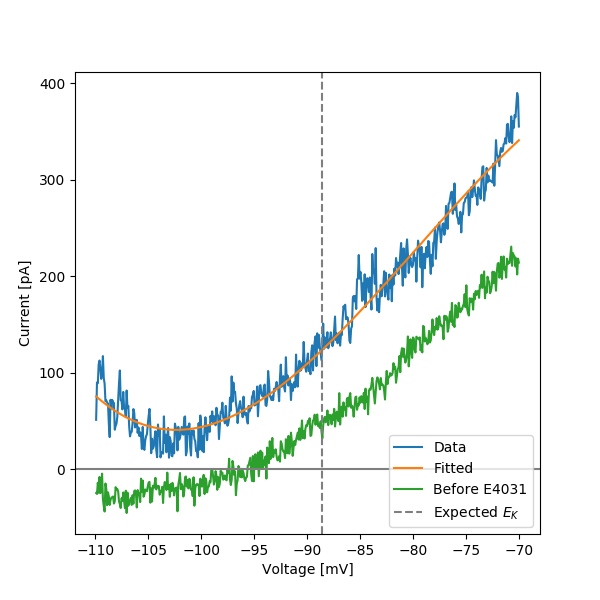 400
300
200
100
0
Current [pA]
Data
Fitted
Before E4031
Expected E_K
−110 −105 −100 −95 −90 −85 −80 −75 −70
Voltage [mV]